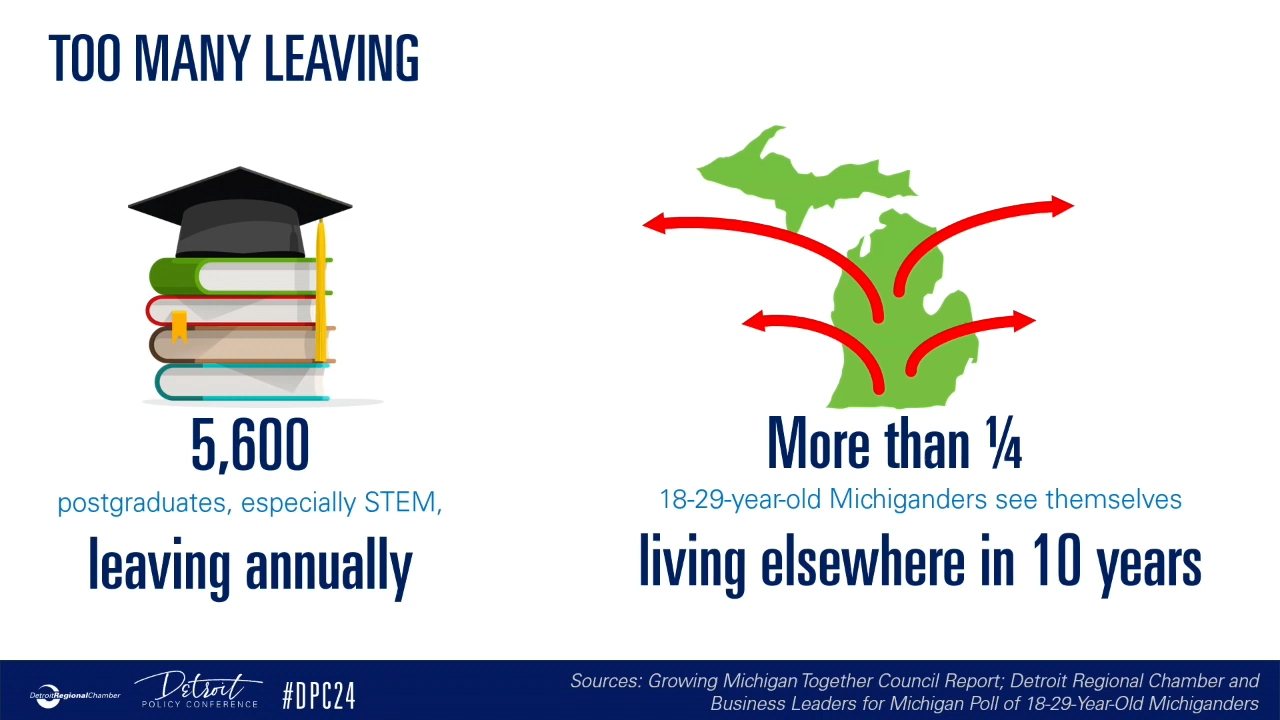 TOO MANY LEAVING
5,600
postgraduates, especially STEM,
leaving annually
More than ¼
18-29-year-old Michiganders see themselves
living elsewhere in 10 years
DetroitRegionalChamber
Detroit
POLICY CONFERENCE
#DPC24
Sources: Growing Michigan Together Council Report; Detroit Regional Chamber and
Business Leaders for Michigan Poll of 18-29-Year-Old Michiganders